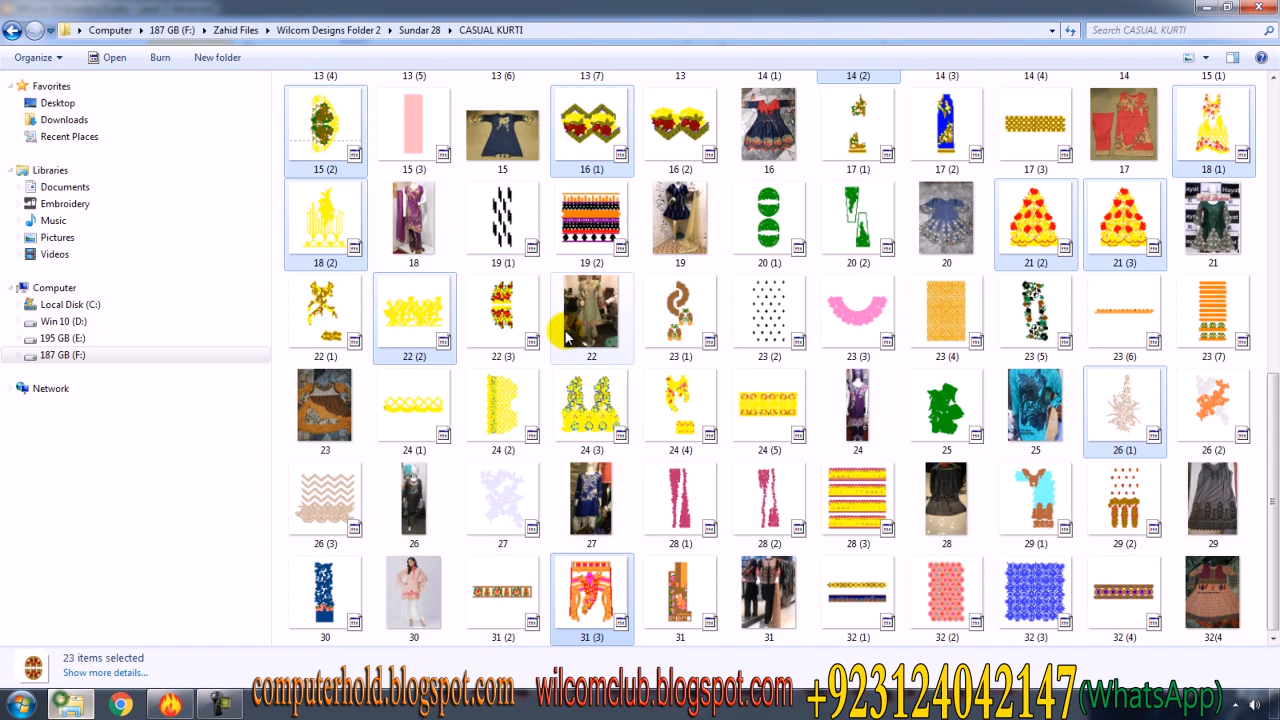 Computer ▸ 187 GB (F:) ▸ Zahid Files ▸ Wilcom Designs Folder 2 ▸ Sundar 28 ▸ CASUAL KURTI
Search CASUAL KURTI
Organize Open Burn New folder
Favorites
Desktop
Downloads
Recent Places
Libraries
Documents
Embroidery
Music
Pictures
Videos
Computer
Local Disk (C:)
Win 10 (D:)
195 GB (E:)
187 GB (F:)
Network
13 (4) 13 (5) 13 (6) 13 (7) 13 14 (1) 14 (2) 14 (3) 14 (4) 14 15 (1)
15 (2) 15 (3) 15 16 (1) 16 (2) 16 17 (1) 17 (2) 17 (3) 17 18 (1)
18 (2) 18 19 (1) 19 (2) 19 20 (1) 20 (2) 20 21 (2) 21 (3) 21
22 (1) 22 (2) 22 (3) 22 23 (1) 23 (2) 23 (3) 23 (4) 23 (5) 23 (6) 23 (7)
23 24 (1) 24 (2) 24 (3) 24 (4) 24 (5) 24 25 25 26 (1) 26 (2)
26 (3) 26 27 27 28 (1) 28 (2) 28 (3) 28 29 (1) 29 (2) 29
30 30 31 (2) 31 (3) 31 31 32 (1) 32 (2) 32 (3) 32 (4) 32(4
23 items selected
Show more details...
computerhold.blogspot.com wilcomclub.blogspot.com +923124042147(WhatsApp)